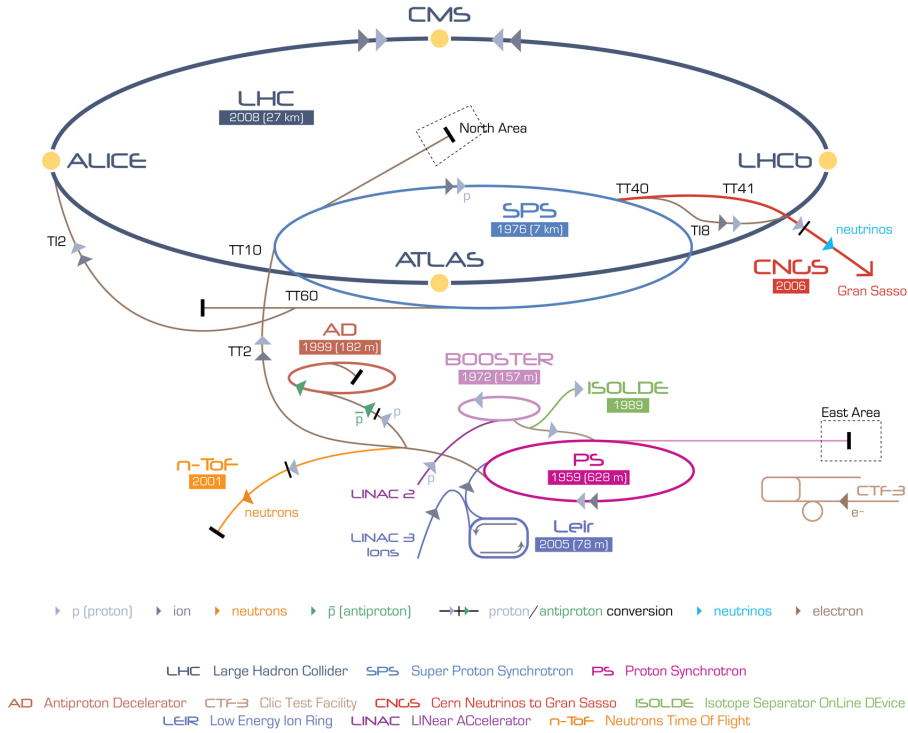 CMS
LHC
2008 (27 km)
North Area
ALICE
LHCb
TT40
TT41
SPS
1976 (7 km)
p
TI8
neutrinos
TI2
TT10
ATLAS
CNGS
2006
Gran Sasso
TT60
AD
1999 (182 m)
TT2
BOOSTER
1972 (157 m)
ISOLDE
1989
p̅
p
East Area
n-ToF
2001
PS
1959 (628 m)
LINAC 2
p
neutrons
CTF-3
e-
LINAC 3
Ions
Leir
2005 (78 m)
p (proton) ion neutrons p̅ (antiproton) proton/antiproton conversion neutrinos electron
LHC Large Hadron Collider SPS Super Proton Synchrotron PS Proton Synchrotron
AD Antiproton Decelerator CTF-3 Clic Test Facility CNGS Cern Neutrinos to Gran Sasso ISOLDE Isotope Separator OnLine DEvice
LEIR Low Energy Ion Ring LINAC LINear ACcelerator n-ToF Neutrons Time Of Flight